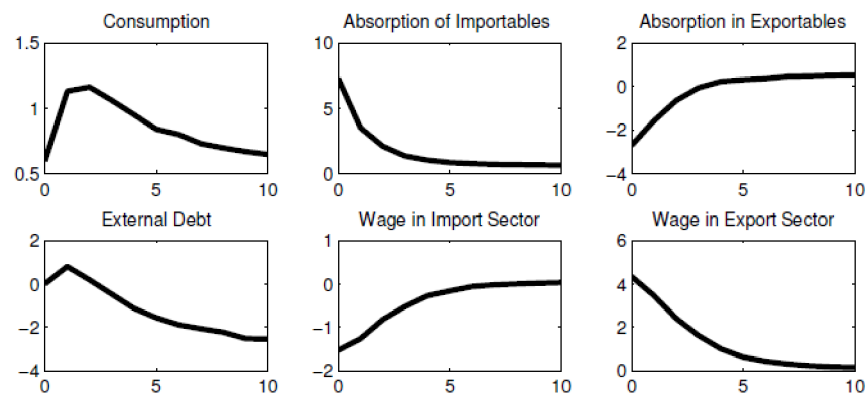 Consumption
1.5
1
0.5
0 5 10
Absorption of Importables
10
5
0
0 5 10
Absorption in Exportables
2
0
−2
−4
0 5 10
External Debt
2
0
−2
−4
0 5 10
Wage in Import Sector
1
0
−1
−2
0 5 10
Wage in Export Sector
6
4
2
0
0 5 10